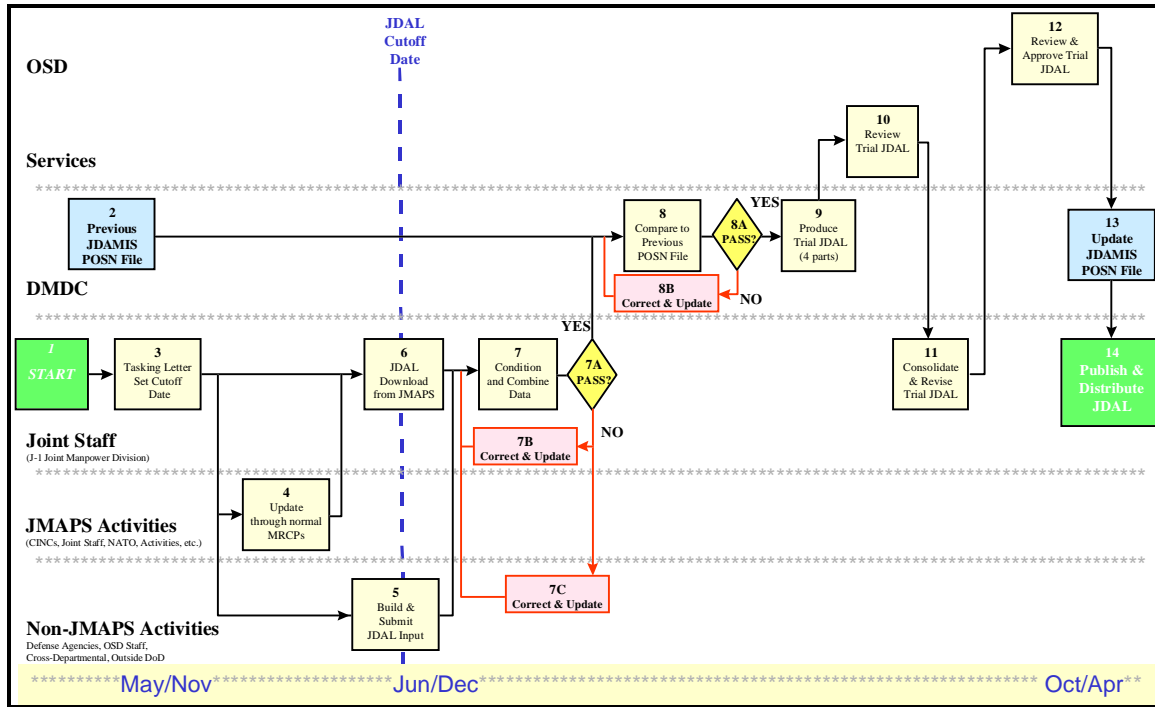 JDAL
Cutoff
Date
12
Review &
Approve Trial
JDAL
OSD
10
Review
Trial JDAL
Services
************************************************************
2
Previous
JDAMIS
POSN File
8
Compare to
Previous
POSN File
8A
PASS?
YES
9
Produce
Trial JDAL
(4 parts)
13
Update
JDAMIS
POSN File
DMDC
8B
Correct & Update
NO
************************************************************
YES
1
START
3
Tasking Letter
Set Cutoff
Date
6
JDAL
Download
from JMAPS
7
Condition
and Combine
Data
7A
PASS?
11
Consolidate
& Revise
Trial JDAL
14
Publish &
Distribute
JDAL
Joint Staff
(J-1 Joint Manpower Division)
7B
Correct & Update
NO
************************************************************
4
Update
through normal
MRCPs
JMAPS Activities
(CINCs, Joint Staff, NATO, Activities, etc.)
************************************************************
7C
Correct & Update
5
Build &
Submit
JDAL Input
Non-JMAPS Activities
Defense Agencies, OSD Staff,
Cross-Departmental, Outside DoD
**********May/Nov********************Jun/Dec************************************************************Oct/Apr***